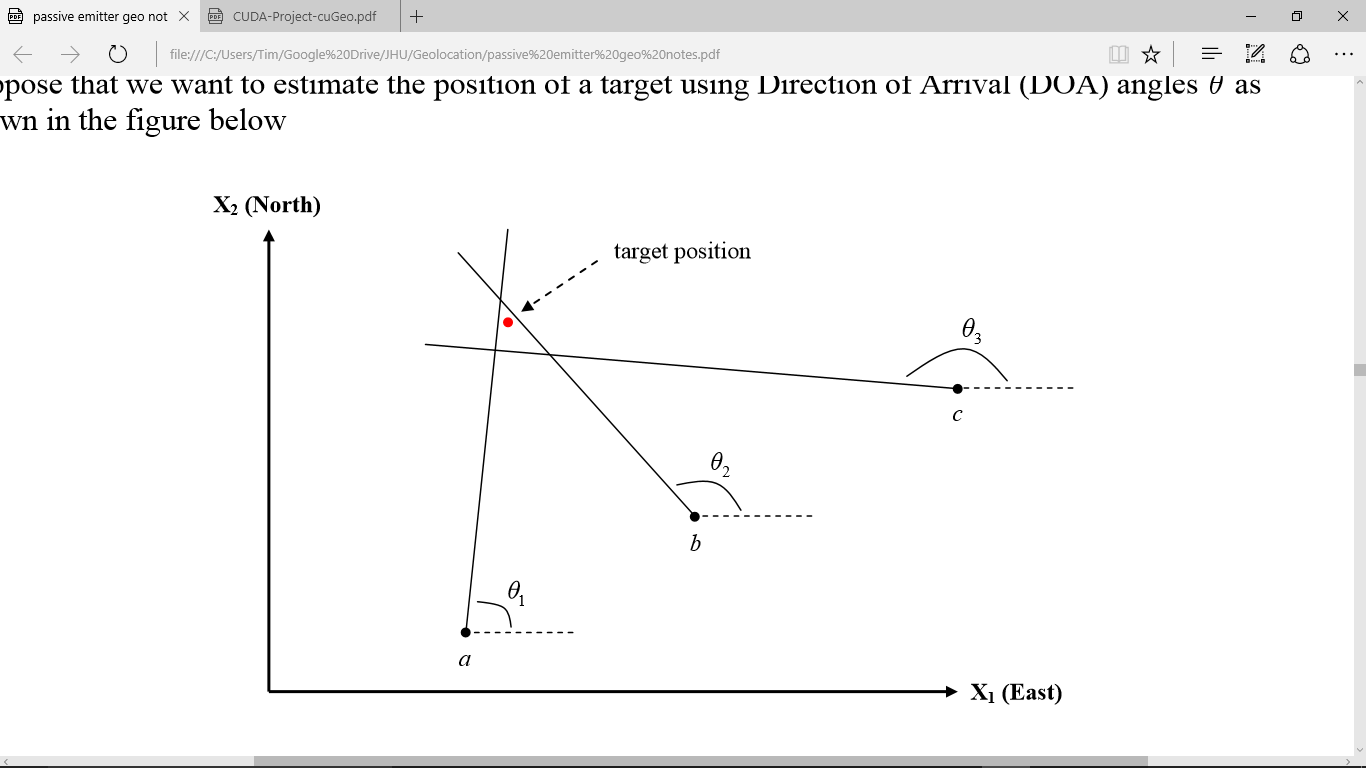 passive emitter geo not
CUDA-Project-cuGeo.pdf
file:///C:/Users/Tim/Google%20Drive/JHU/Geolocation/passive%20emitter%20geo%20notes.pdf
ppose that we want to estimate the position of a target using Direction of Arrival (DOA) angles θ as
wn in the figure below
X₂ (North)
target position
θ₃
c
θ₂
b
θ₁
a
X₁ (East)